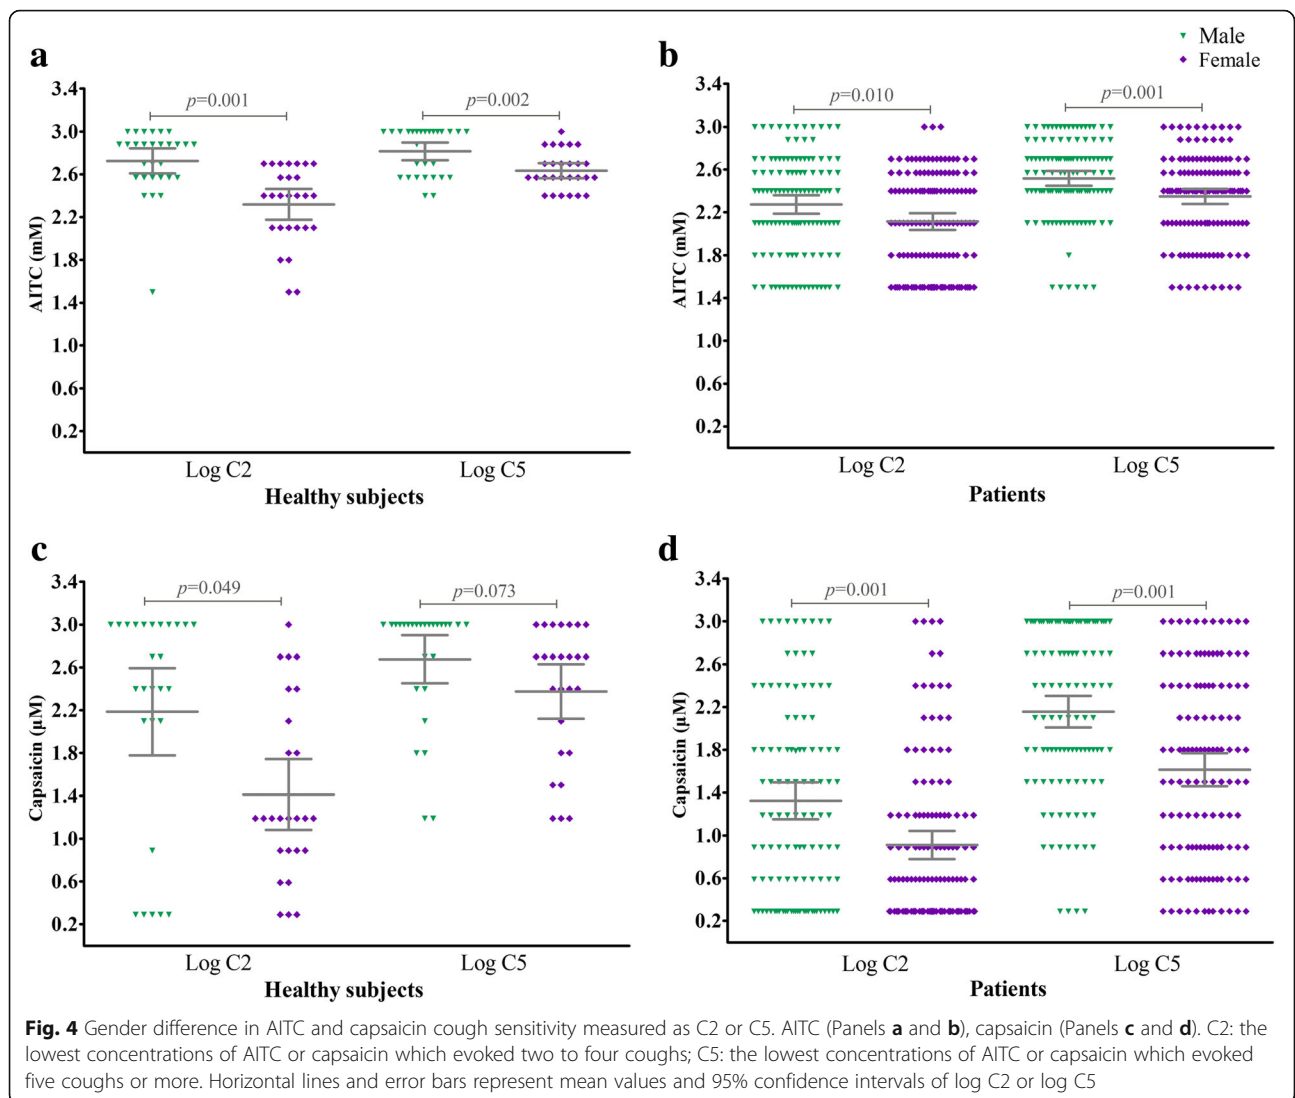 a
3.4
3.0
2.6
2.2
1.8
1.4
1.0
0.6
0.2
AITC (mM)
p=0.001
p=0.002
Log C2
Log C5
Healthy subjects
b
Male
Female
3.4
3.0
2.6
2.2
1.8
1.4
1.0
0.6
0.2
AITC (mM)
p=0.010
p=0.001
Log C2
Log C5
Patients
c
3.4
3.0
2.6
2.2
1.8
1.4
1.0
0.6
0.2
Capsaicin (µM)
p=0.049
p=0.073
Log C2
Log C5
Healthy subjects
d
3.4
3.0
2.6
2.2
1.8
1.4
1.0
0.6
0.2
Capsaicin (µM)
p=0.001
p=0.001
Log C2
Log C5
Patients
Fig. 4 Gender difference in AITC and capsaicin cough sensitivity measured as C2 or C5. AITC (Panels a and b), capsaicin (Panels c and d). C2: the
lowest concentrations of AITC or capsaicin which evoked two to four coughs; C5: the lowest concentrations of AITC or capsaicin which evoked
five coughs or more. Horizontal lines and error bars represent mean values and 95% confidence intervals of log C2 or log C5